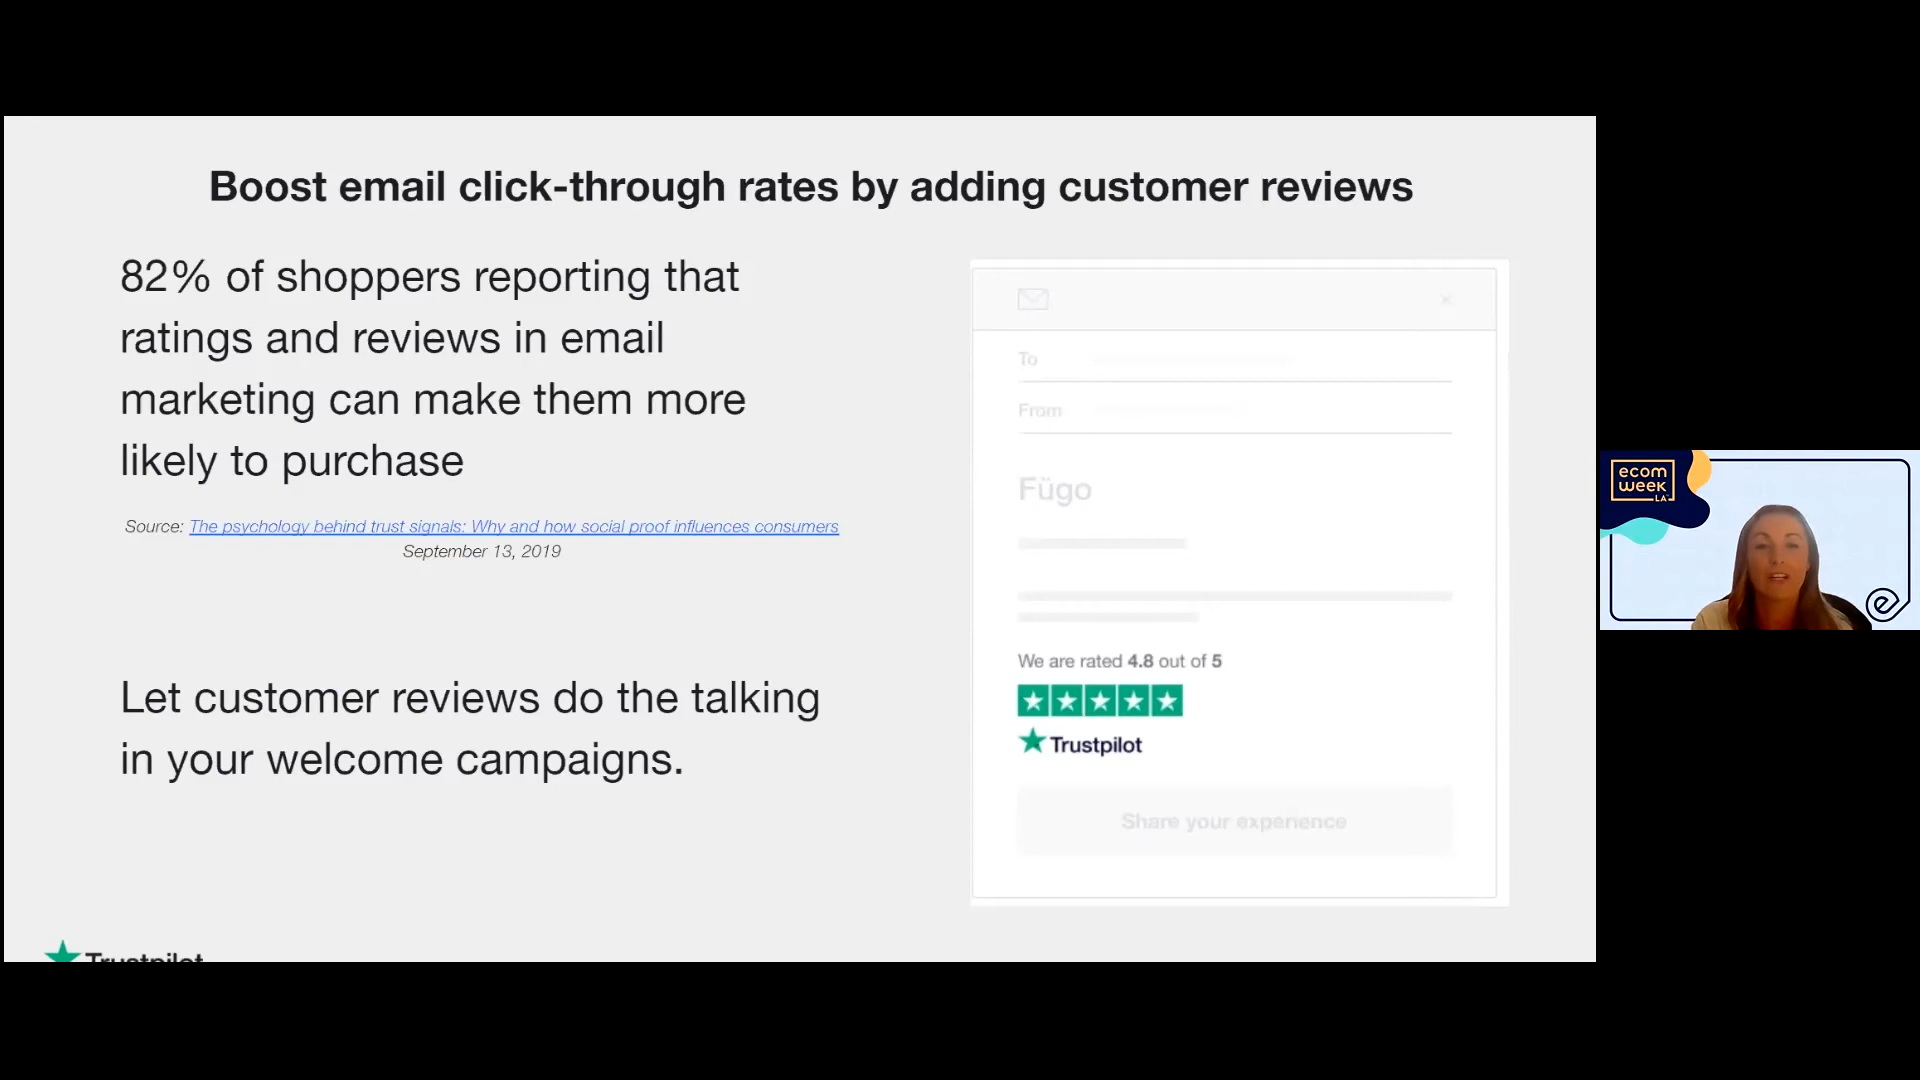 Boost email click-through rates by adding customer reviews
82% of shoppers reporting that
ratings and reviews in email
marketing can make them more
likely to purchase
Source: The psychology behind trust signals: Why and how social proof influences consumers
September 13, 2019
Let customer reviews do the talking
in your welcome campaigns.
Trustpilot
To
From
Fŭgo
We are rated 4.8 out of 5
Trustpilot
Share your experience
ecom
week
LA